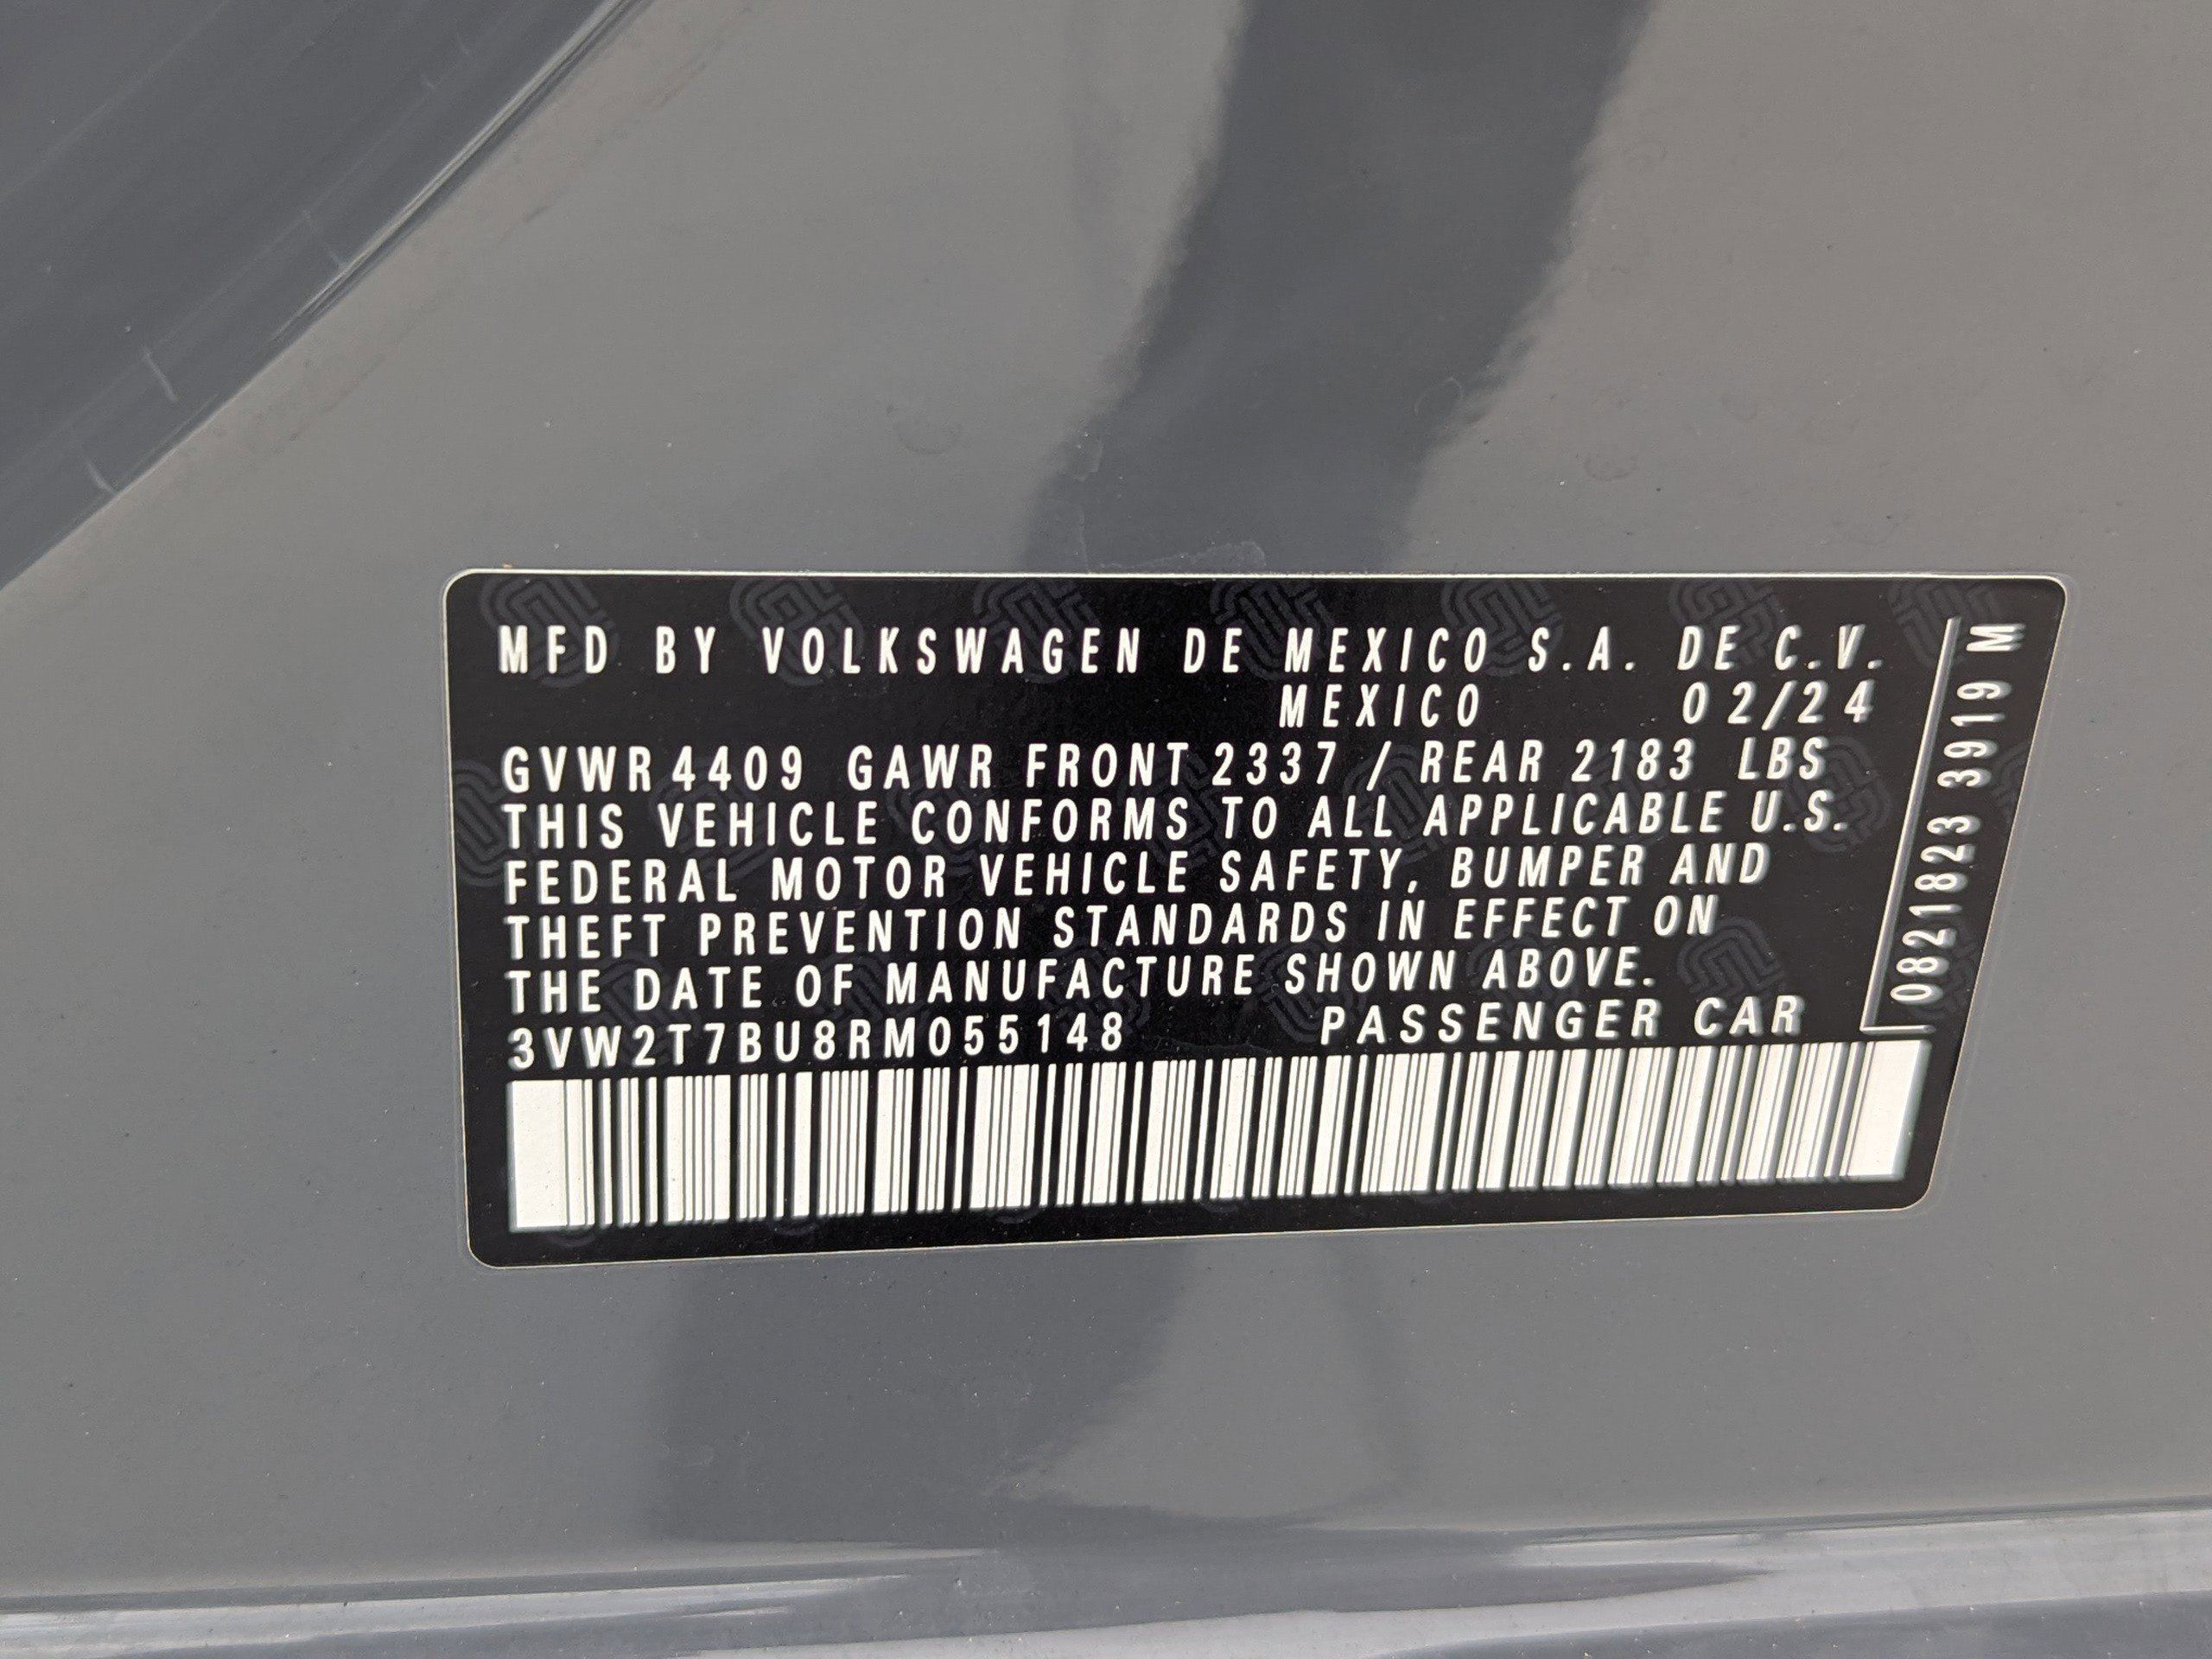 MFD BY VOLKSWAGEN DE MEXICO S.A. DE C.V.
MEXICO 02/24
GVWR 4409 GAWR FRONT 2337 / REAR 2183 LBS
THIS VEHICLE CONFORMS TO ALL APPLICABLE U.S.
FEDERAL MOTOR VEHICLE SAFETY, BUMPER AND
THEFT PREVENTION STANDARDS IN EFFECT ON
THE DATE OF MANUFACTURE SHOWN ABOVE.
3VW2T7BU8RM055148 PASSENGER CAR
0821823 3919 M